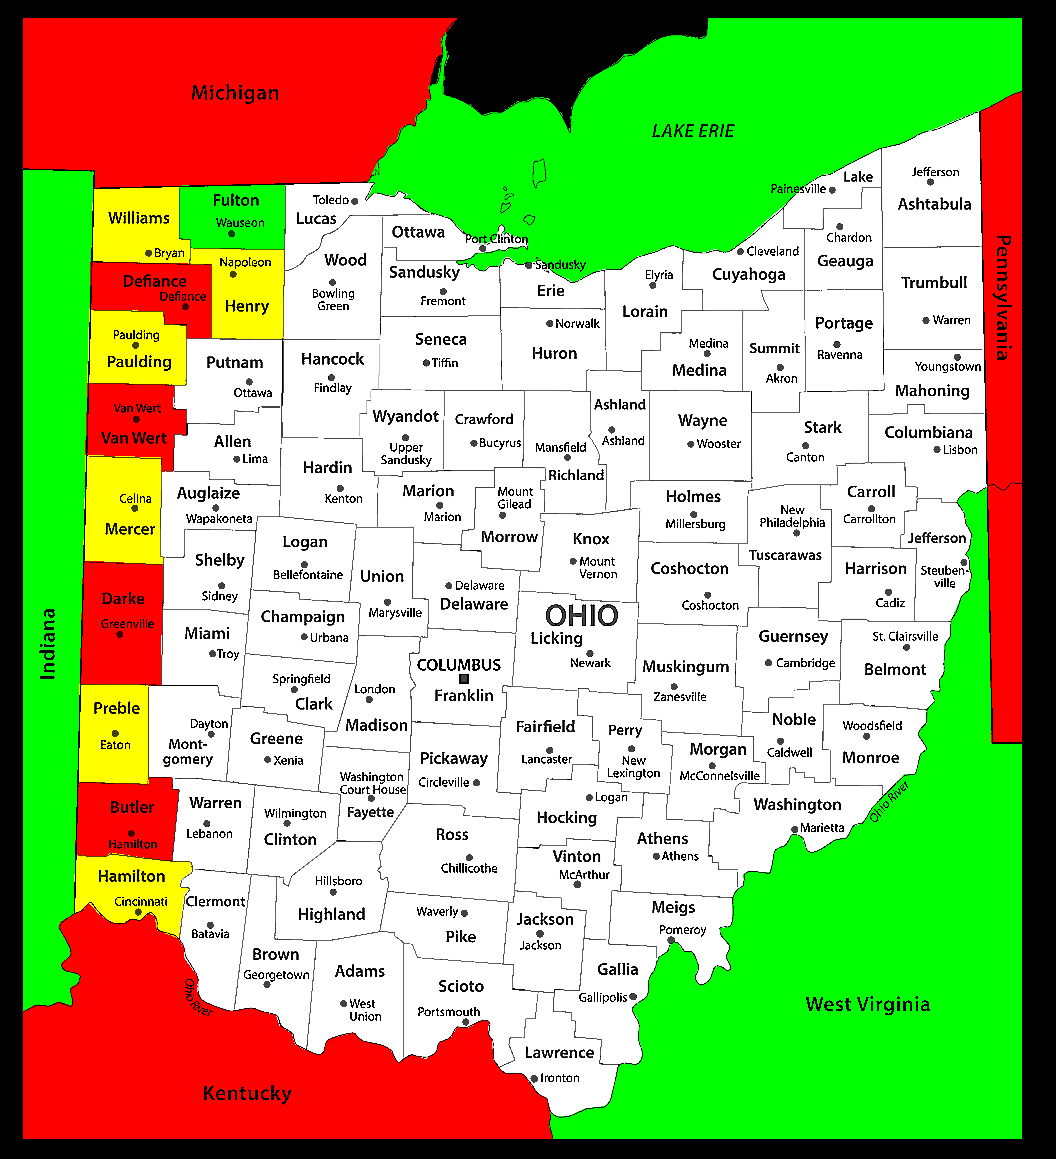 Michigan
LAKE ERIE
Jefferson
Ashtabula
Lake
Painesville
Fulton
Wauseon
Toledo
Lucas
Williams
Bryan
Ottawa
Port Clinton
Chardon
Geauga
Cleveland
Cuyahoga
Pennsylvania
Napoleon
Henry
Wood
Bowling
Green
Sandusky
Fremont
Sandusky
Erie
Elyria
Lorain
Trumbull
Warren
Defiance
Defiance
Norwalk
Huron
Medina
Medina
Summit
Akron
Portage
Ravenna
Youngstown
Mahoning
Paulding
Paulding
Putnam
Ottawa
Hancock
Findlay
Seneca
Tiffin
Van Wert
Van Wert
Allen
Lima
Wyandot
Upper
Sandusky
Crawford
Bucyrus
Mansfield
Richland
Ashland
Ashland
Wayne
Wooster
Stark
Canton
Columbiana
Lisbon
Hardin
Kenton
Celina
Mercer
Auglaize
Wapakoneta
Marion
Marion
Mount
Gilead
Morrow
Holmes
Millersburg
New
Philadelphia
Tuscarawas
Carroll
Carrollton
Jefferson
Steuben-
ville
Logan
Bellefontaine
Shelby
Sidney
Union
Marysville
Delaware
Delaware
Knox
Mount
Vernon
Coshocton
Coshocton
Harrison
Cadiz
Indiana
Darke
Greenville
Miami
Troy
Champaign
Urbana
OHIO
Licking
Newark
Guernsey
Cambridge
St. Clairsville
Belmont
COLUMBUS
Franklin
Muskingum
Zanesville
Springfield
Clark
London
Madison
Preble
Eaton
Dayton
Mont-
gomery
Greene
Xenia
Pickaway
Circleville
Fairfield
Lancaster
Perry
New
Lexington
Morgan
McConnelsville
Noble
Caldwell
Woodsfield
Monroe
Washington
Court House
Fayette
Butler
Hamilton
Warren
Lebanon
Wilmington
Clinton
Ross
Chillicothe
Logan
Hocking
Athens
Athens
Washington
Marietta
Ohio River
Vinton
McArthur
Hamilton
Cincinnati
Clermont
Batavia
Hillsboro
Highland
Waverly
Pike
Jackson
Jackson
Meigs
Pomeroy
Brown
Georgetown
Adams
West
Union
Scioto
Portsmouth
Gallia
Gallipolis
Ohio River
West Virginia
Lawrence
Ironton
Kentucky